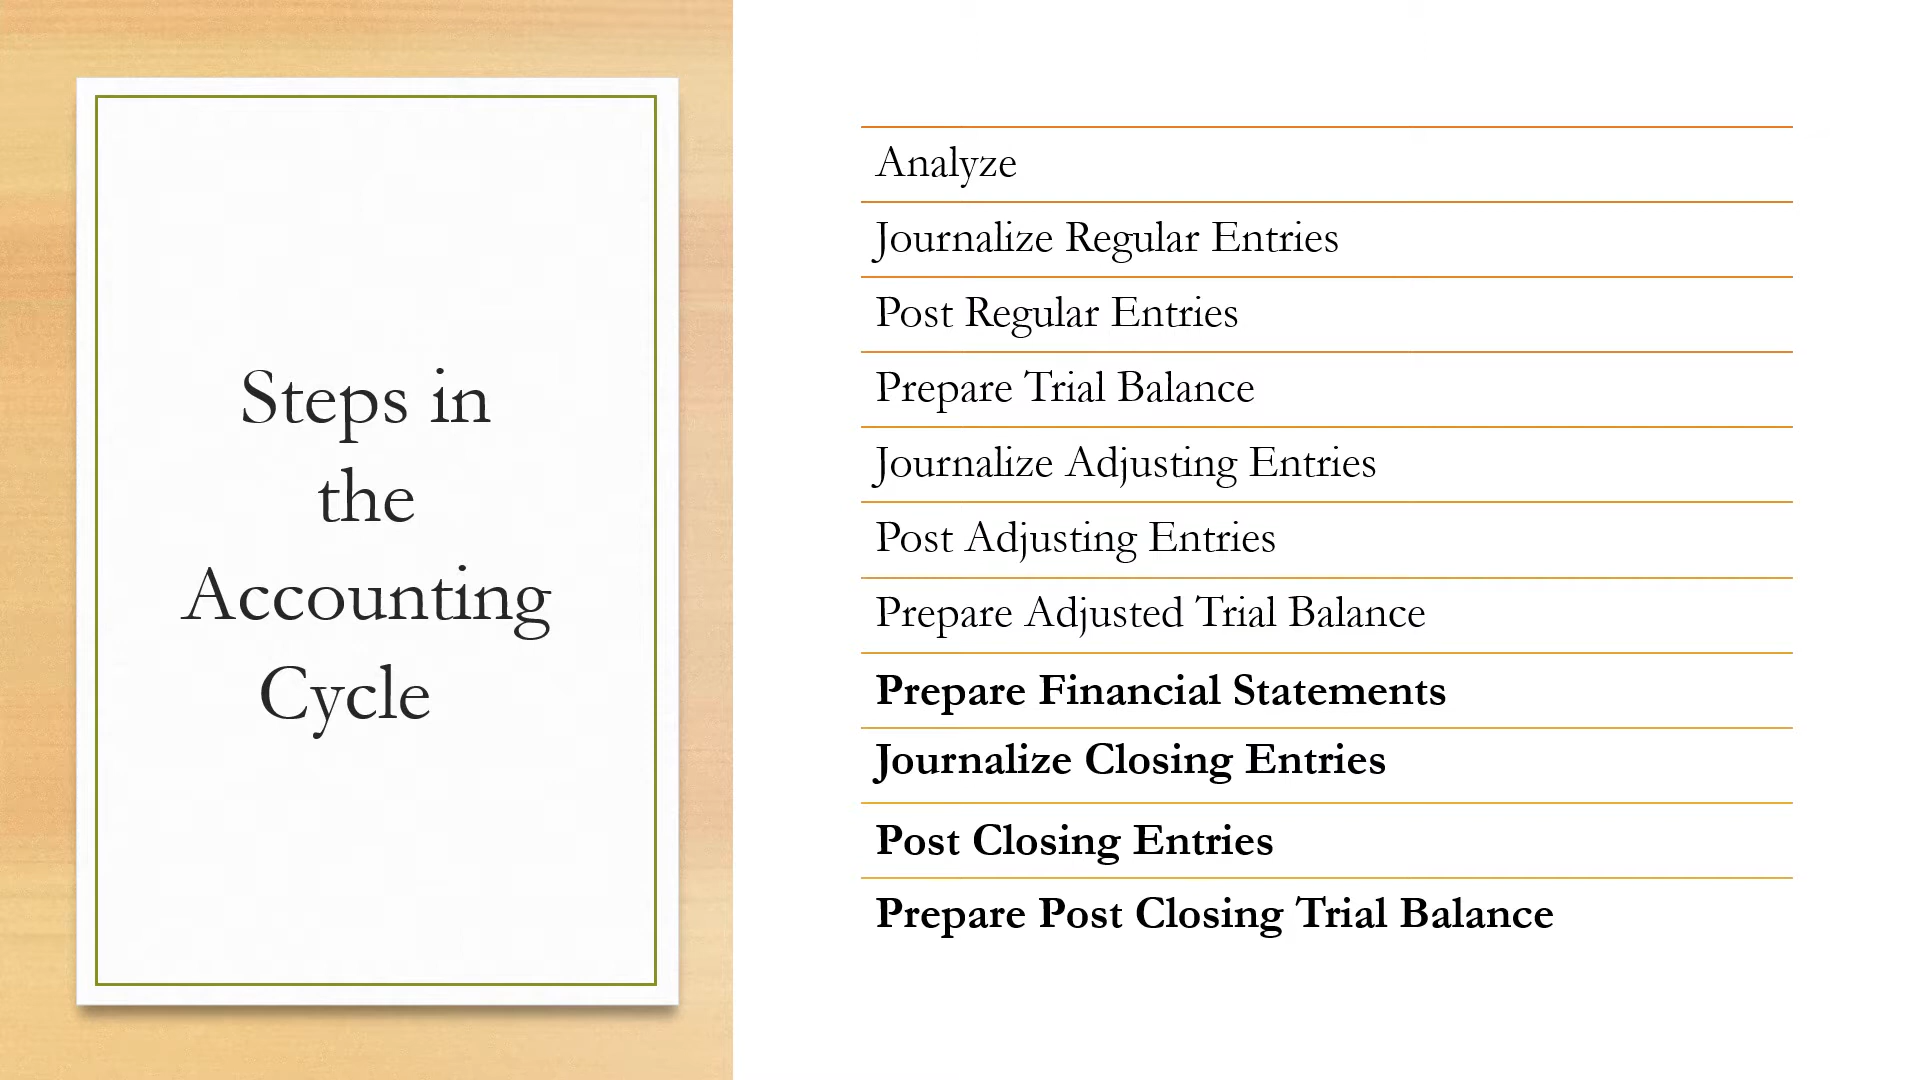 Steps in
the
Accounting
Cycle
Analyze
Journalize Regular Entries
Post Regular Entries
Prepare Trial Balance
Journalize Adjusting Entries
Post Adjusting Entries
Prepare Adjusted Trial Balance
Prepare Financial Statements
Journalize Closing Entries
Post Closing Entries
Prepare Post Closing Trial Balance